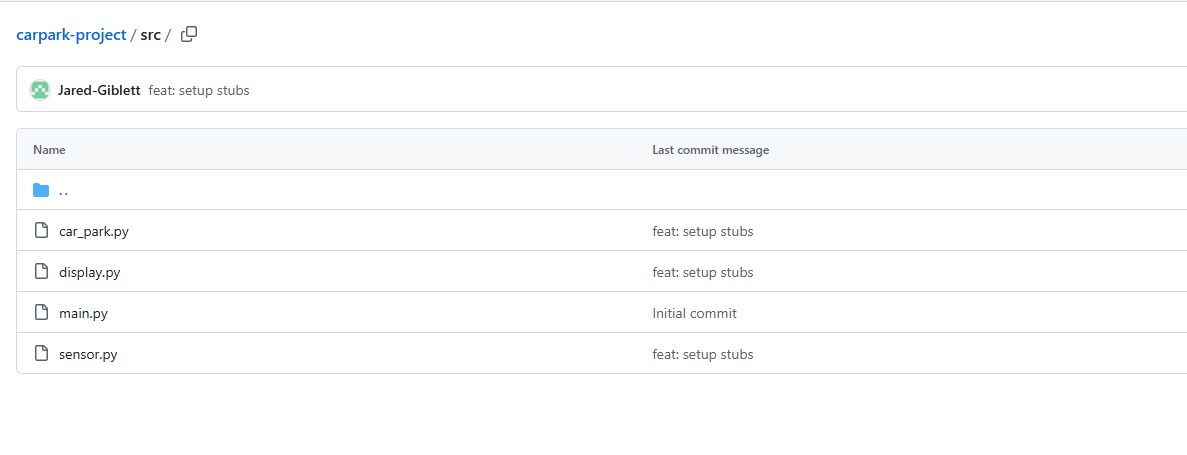 carpark-project / src /
Jared-Giblett feat: setup stubs
Name Last commit message
..
car_park.py feat: setup stubs
display.py feat: setup stubs
main.py Initial commit
sensor.py feat: setup stubs